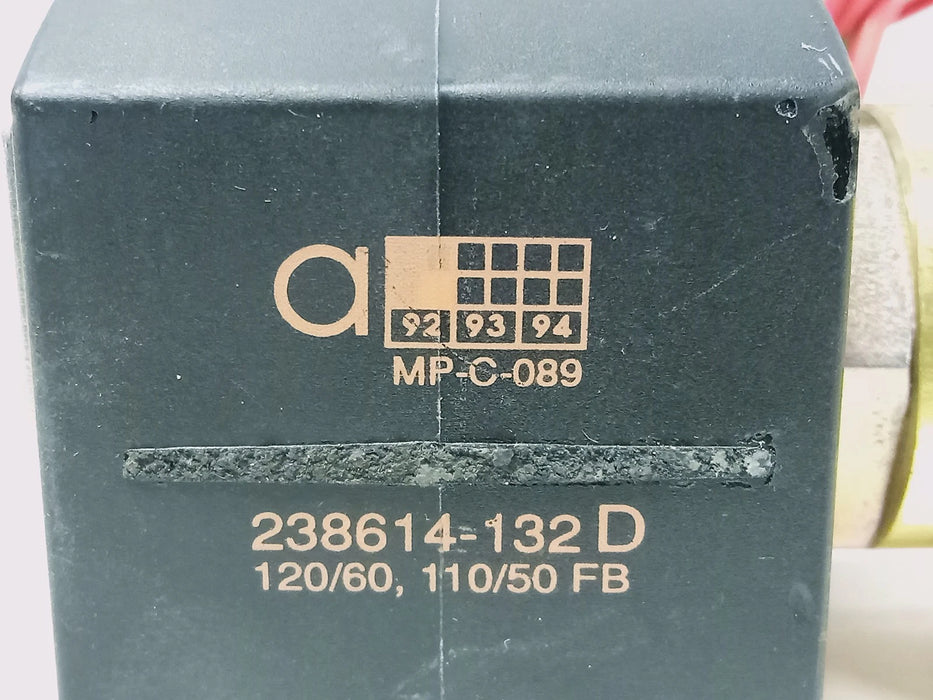 a
92 93 94
MP-C-089
238614-132 D
120/60, 110/50 FB